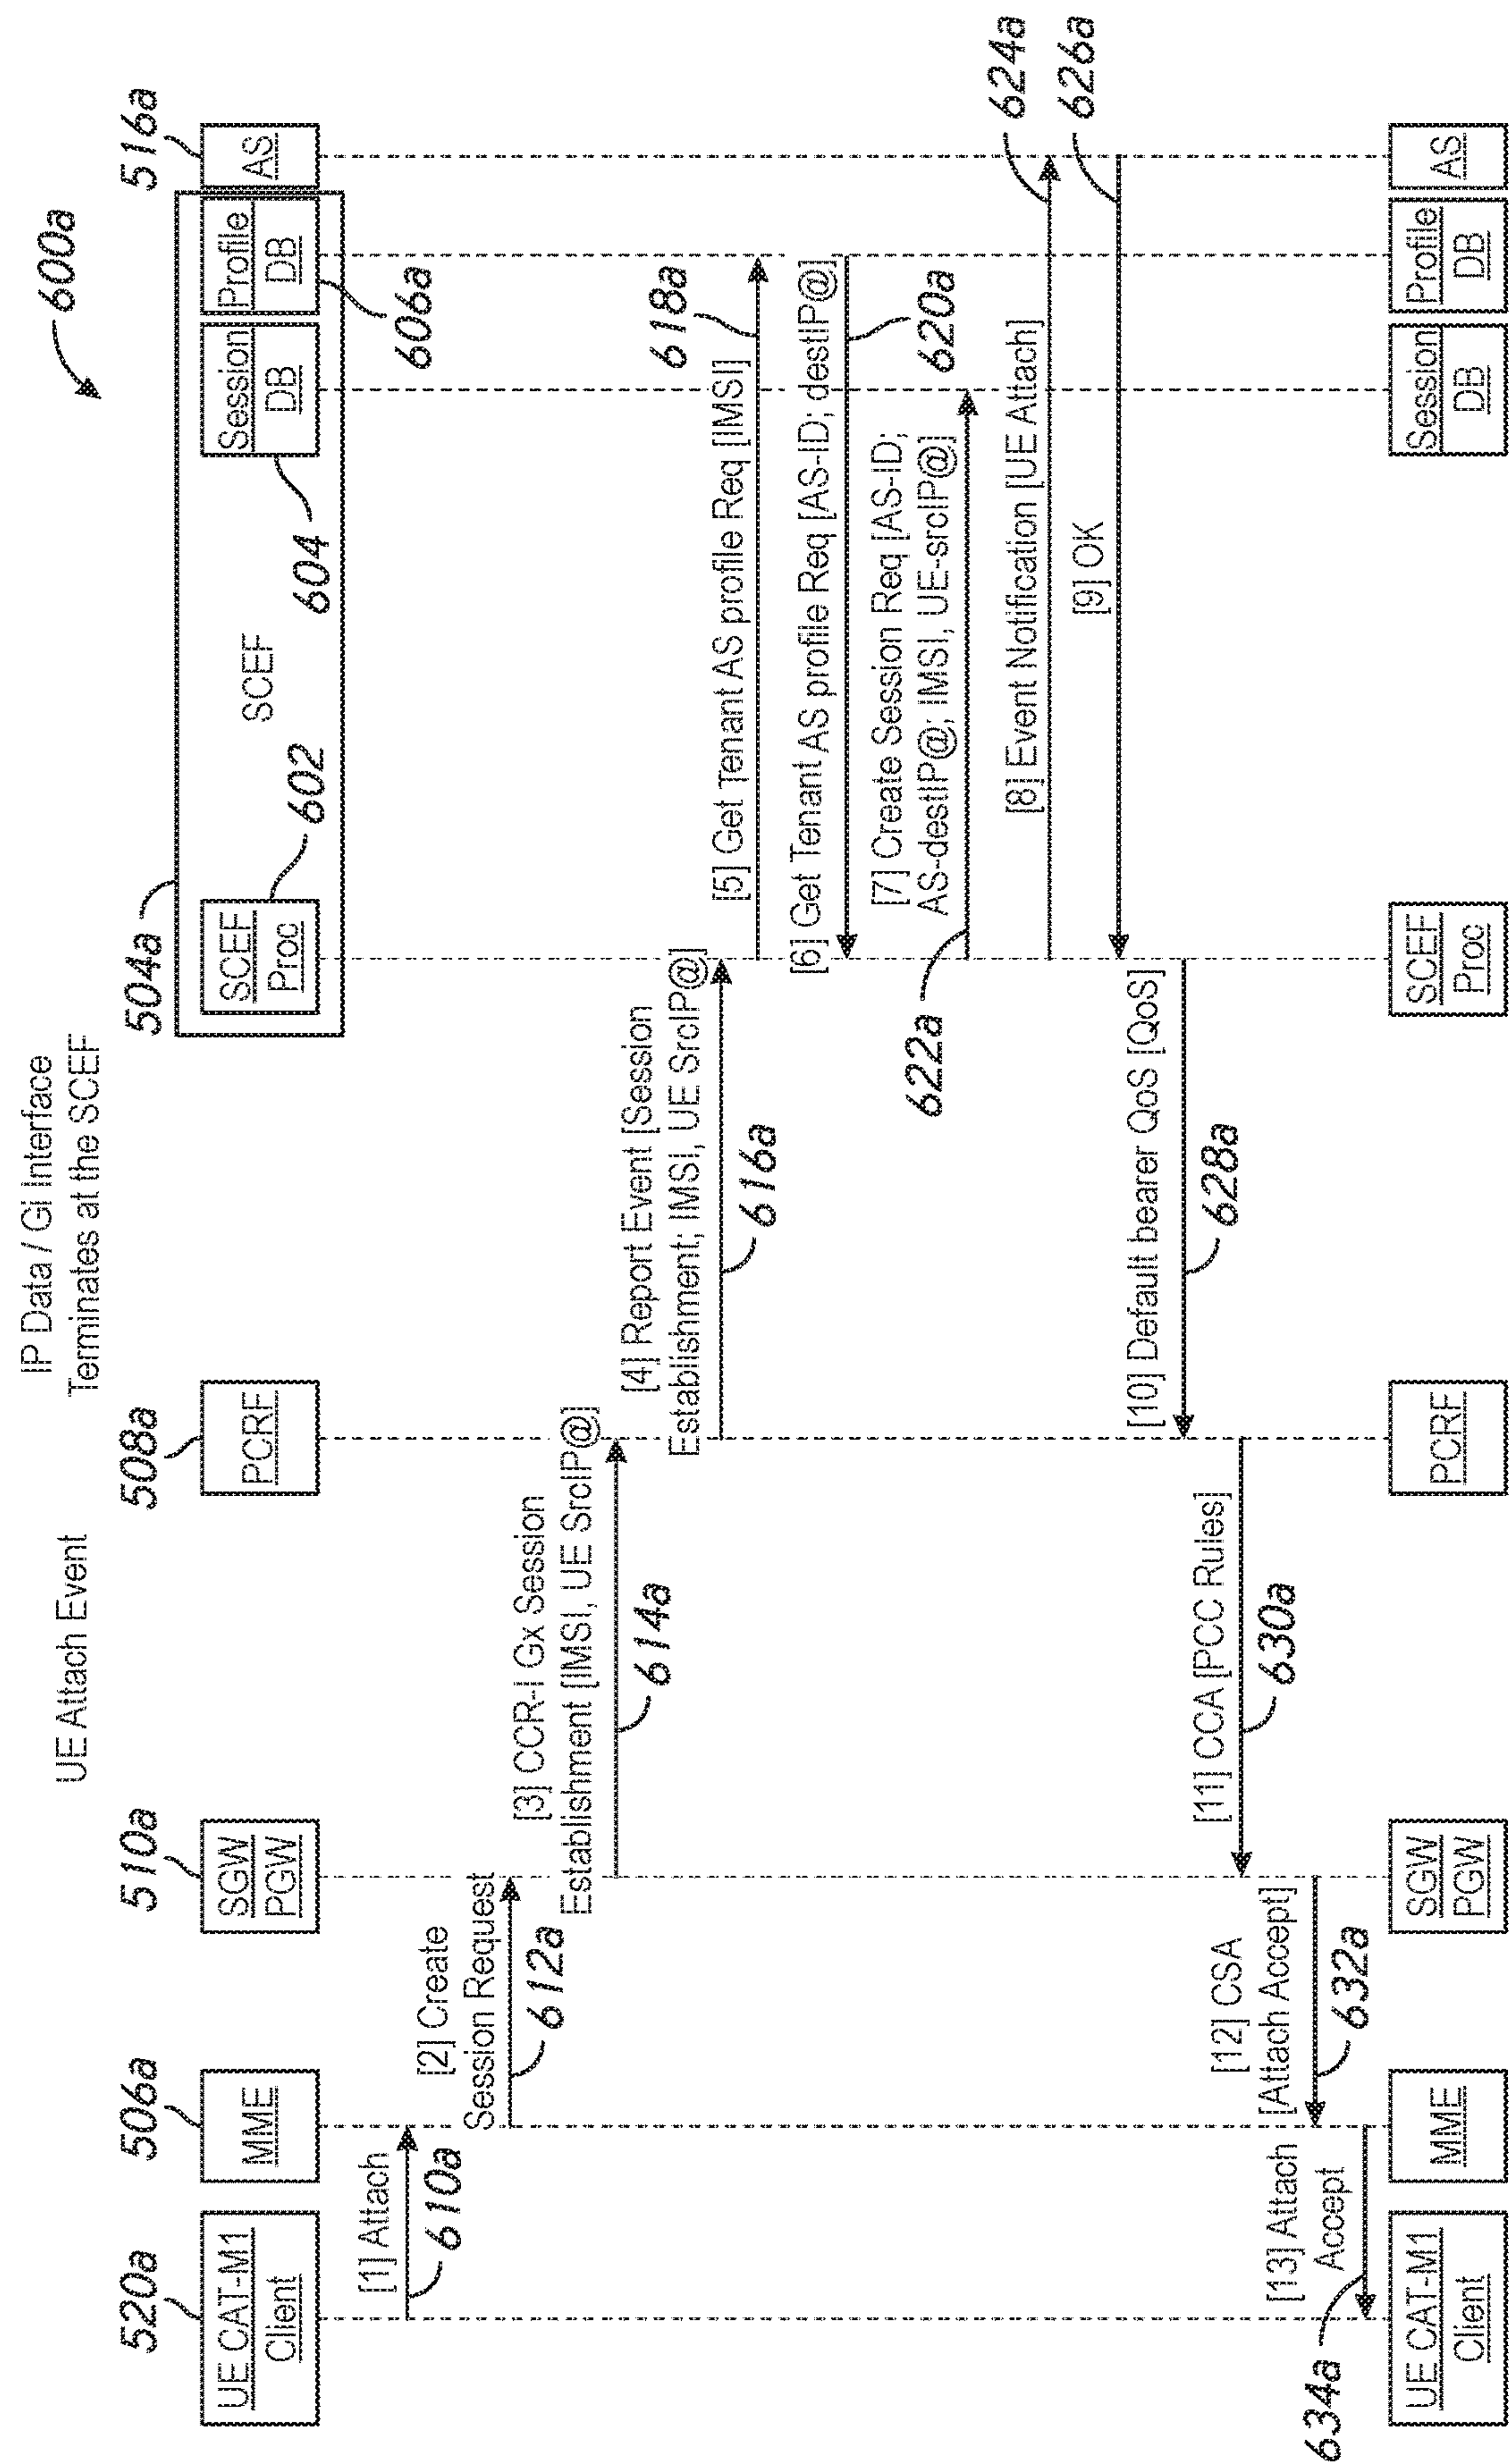 600a
UE Attach Event
IP Data / Gi Interface
Terminates at the SCEF
520a
506a
510a
508a
504a
516a
UE CAT-M1
Client
MME
SGW
PGW
PCRF
SCEF
Proc
602
SCEF
604
Session
DB
606a
Profile
DB
AS
[1] Attach
610a
[2] Create
Session Request
612a
[3] CCR-I Gx Session
Establishment [IMSI, UE SrcIP@]
614a
[4] Report Event [Session
Establishment; IMSI, UE SrcIP@]
616a
[5] Get Tenant AS profile Req [IMSI]
618a
[6] Get Tenant AS profile Req [AS-ID; destIP@]
620a
[7] Create Session Req [AS-ID;
AS-destIP@; IMSI, UE-srcIP@]
622a
[8] Event Notification [UE Attach]
624a
[9] OK
626a
[10] Default bearer QoS [QoS]
628a
[11] CCA [PCC Rules]
630a
[12] CSA
[Attach Accept]
632a
[13] Attach
Accept
634a
UE CAT-M1
Client
MME
SGW
PGW
PCRF
SCEF
Proc
Session
DB
Profile
DB
AS